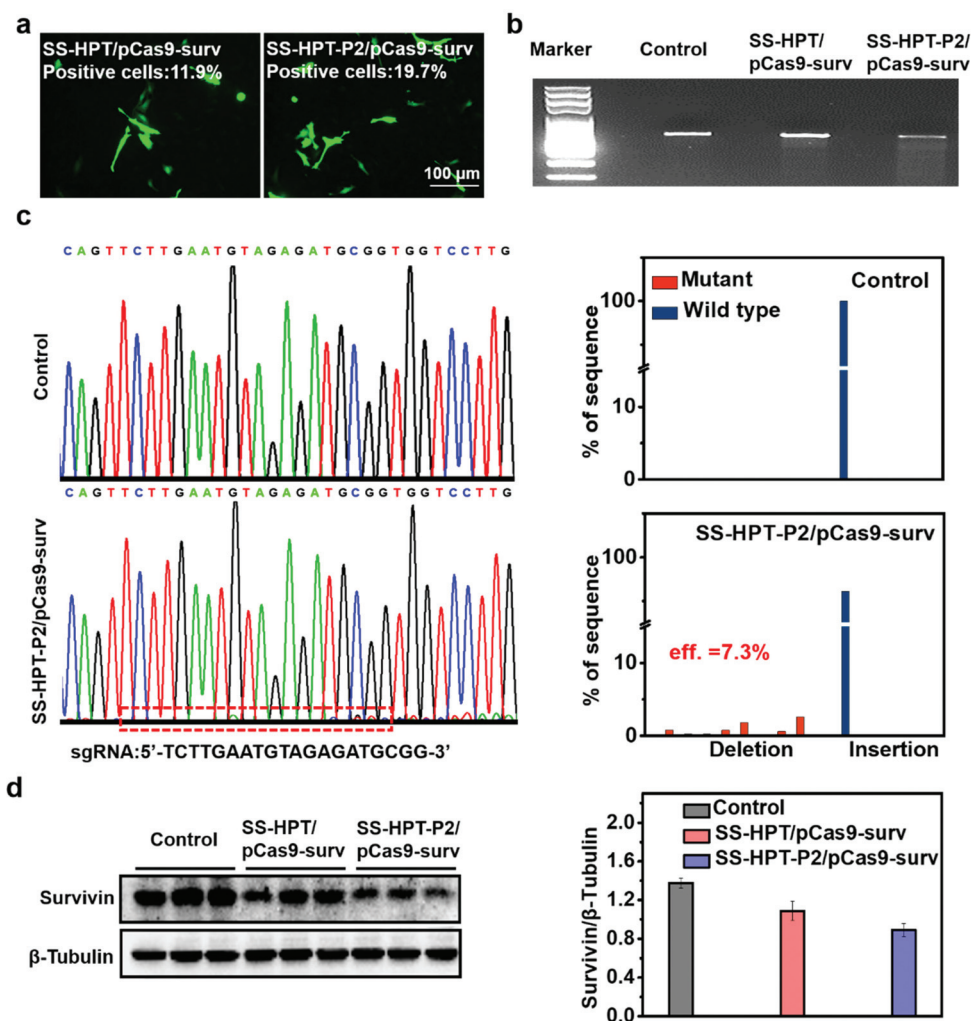 a
SS-HPT/pCas9-surv
Positive cells:11.9%
SS-HPT-P2/pCas9-surv
Positive cells:19.7%
100 μm
b
Marker
Control
SS-HPT/
pCas9-surv
SS-HPT-P2/
pCas9-surv
c
CAGTTCTTGAATGTAGAGATGCGGTGGTCCTTG
Control
CAGTTCTTGAATGTAGAGATGCGGTGGTCCTTG
SS-HPT-P2/pCas9-surv
sgRNA:5’-TCTTGAATGTAGAGATGCGG-3’
Mutant
Wild type
Control
% of sequence
100
10
0
SS-HPT-P2/pCas9-surv
% of sequence
100
10
0
eff. =7.3%
Deletion
Insertion
d
Control
SS-HPT/
pCas9-surv
SS-HPT-P2/
pCas9-surv
Survivin
β-Tubulin
Survivin/β-Tubulin
2.0
1.6
1.2
0.8
0.4
0.0
Control
SS-HPT/pCas9-surv
SS-HPT-P2/pCas9-surv